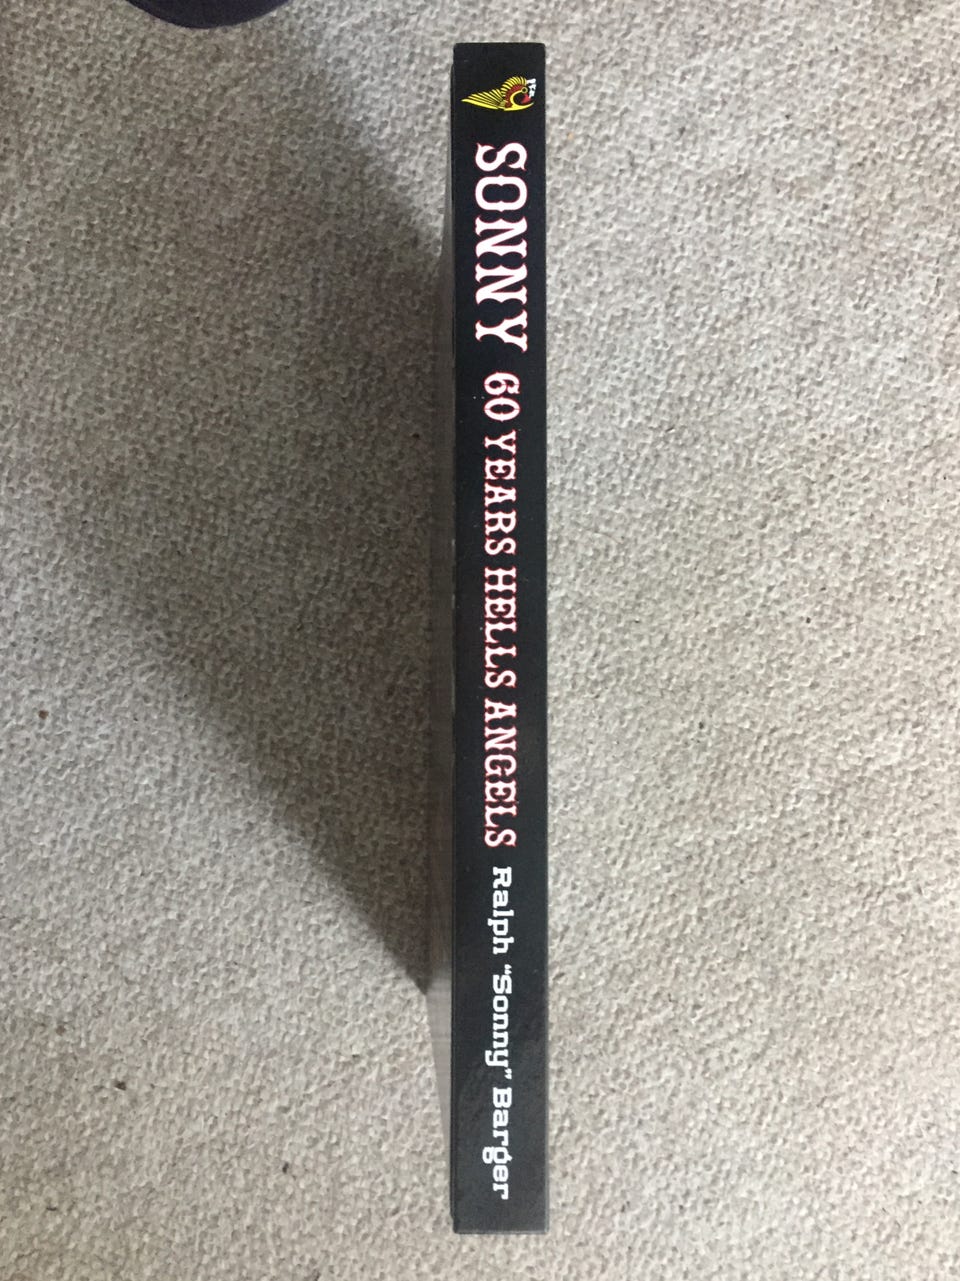 SONNY 60 YEARS HELLS ANGELS Ralph "Sonny" Barger